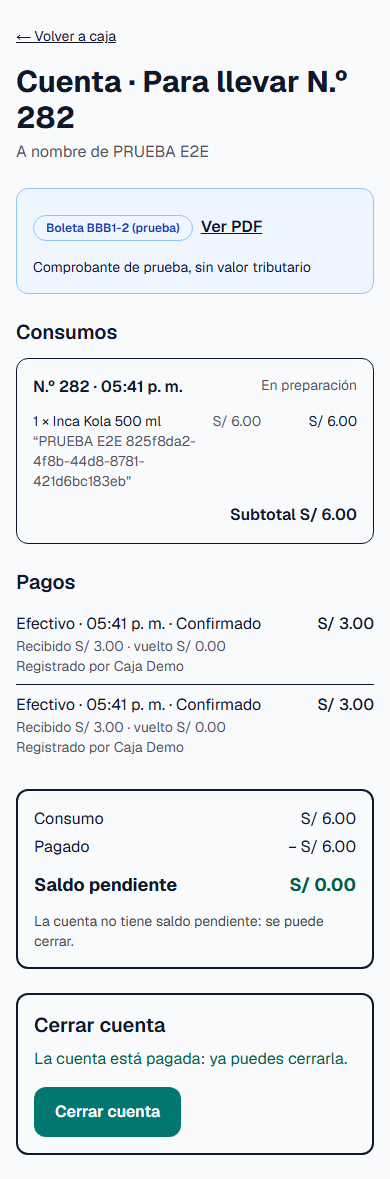 ← Volver a caja
Cuenta · Para llevar N.º
282
A nombre de PRUEBA E2E
Boleta BBB1-2 (prueba) Ver PDF
Comprobante de prueba, sin valor tributario
Consumos
N.º 282 · 05:41 p. m. En preparación
1 × Inca Kola 500 ml S/ 6.00 S/ 6.00
“PRUEBA E2E 825f8da2-
4f8b-44d8-8781-
421d6bc183eb”
Subtotal S/ 6.00
Pagos
Efectivo · 05:41 p. m. · Confirmado S/ 3.00
Recibido S/ 3.00 · vuelto S/ 0.00
Registrado por Caja Demo
Efectivo · 05:41 p. m. · Confirmado S/ 3.00
Recibido S/ 3.00 · vuelto S/ 0.00
Registrado por Caja Demo
Consumo S/ 6.00
Pagado − S/ 6.00
Saldo pendiente S/ 0.00
La cuenta no tiene saldo pendiente: se puede
cerrar.
Cerrar cuenta
La cuenta está pagada: ya puedes cerrarla.
Cerrar cuenta